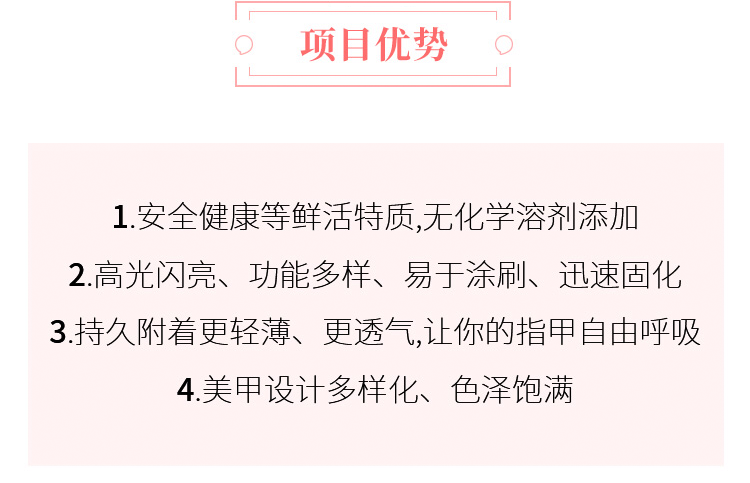 项目优势
1.安全健康等鲜活特质,无化学溶剂添加
2.高光闪亮、功能多样、易于涂刷、迅速固化
3.持久附着更轻薄、更透气,让你的指甲自由呼吸
4.美甲设计多样化、色泽饱满